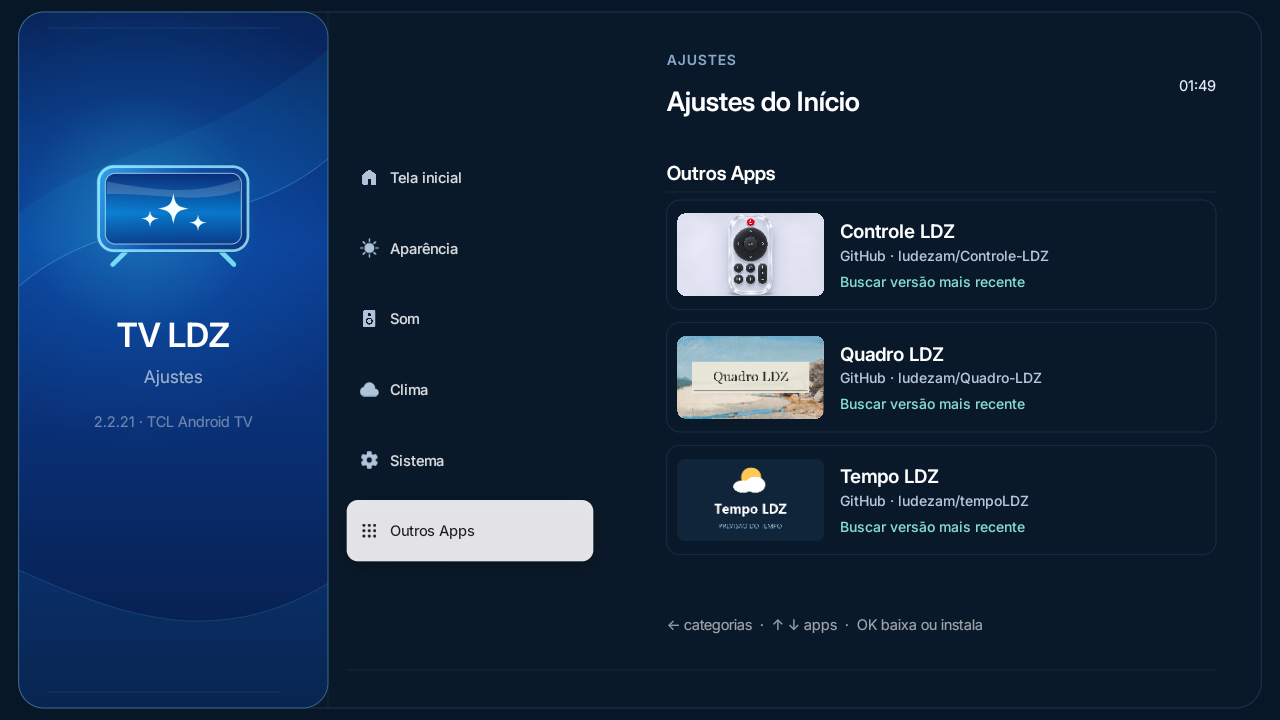 TV LDZ
Ajustes
2.2.21 · TCL Android TV
Tela inicial
Aparência
Som
Clima
Sistema
Outros Apps
AJUSTES
Ajustes do Início
01:49
Outros Apps
Controle LDZ
GitHub · ludezam/Controle-LDZ
Buscar versão mais recente
Quadro LDZ
Quadro LDZ
GitHub · ludezam/Quadro-LDZ
Buscar versão mais recente
Tempo LDZ
PREVISÃO DO TEMPO
Tempo LDZ
GitHub · ludezam/tempoLDZ
Buscar versão mais recente
← categorias · ↑ ↓ apps · OK baixa ou instala